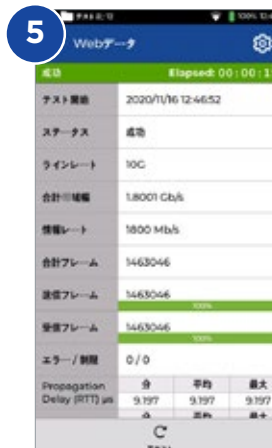 5
100%
Webデータ
成功
Elapsed: 00:00:1
テスト開始
2020/11/16 12:46:52
ステータス
成功
ラインレート
10G
合計
1.8001 Gb/s
情報レート
1800 Mb/s
合計フレーム
1463046
送信フレーム
1463046
100%
受信フレーム
1463046
100%
エラー/制限
0/0
Propagation Delay (RTT) μs
分
平均
最大
9.197
9.197
9.197